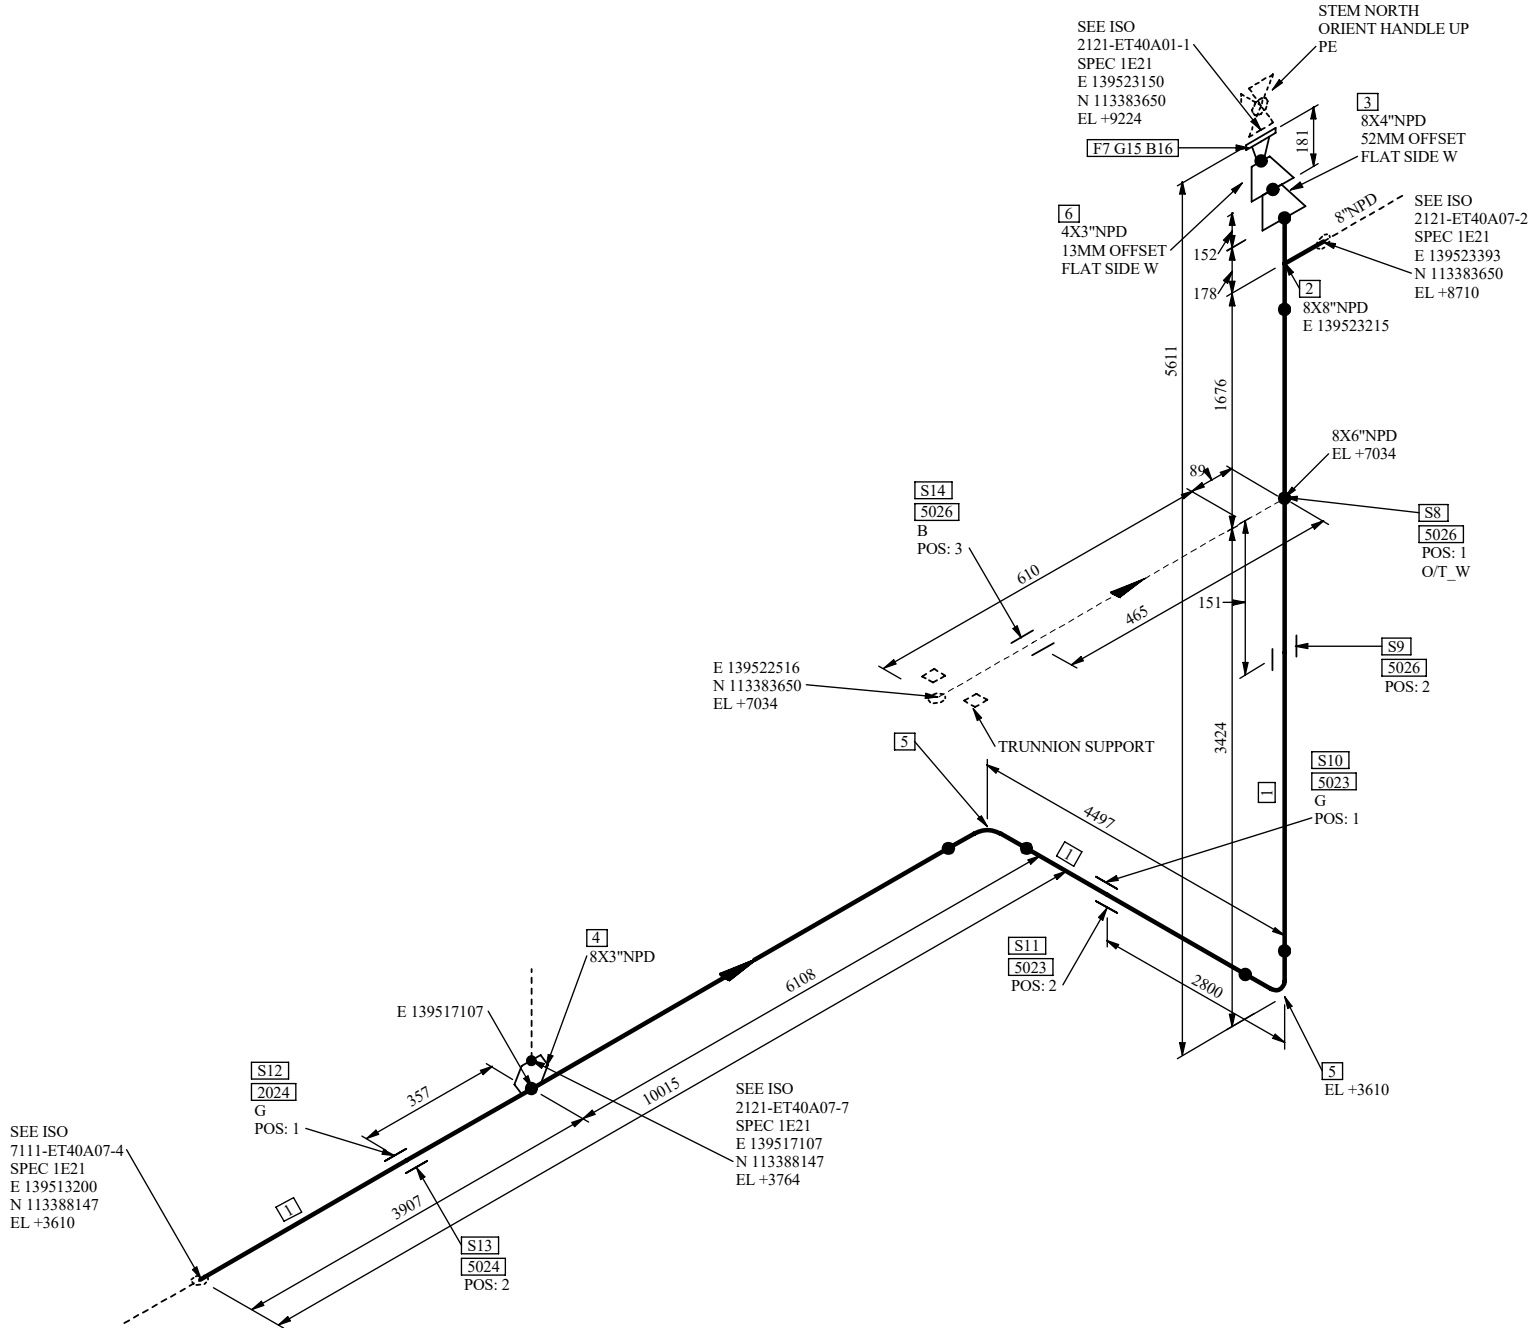 STEM NORTH
ORIENT HANDLE UP
PE
SEE ISO
2121-ET40A01-1
SPEC 1E21
E 139523150
N 113383650
EL +9224
F7 G15 B16
181
3
8X4"NPD
52MM OFFSET
FLAT SIDE W
6
4X3"NPD
13MM OFFSET
FLAT SIDE W
8"NPD
SEE ISO
2121-ET40A07-2
SPEC 1E21
E 139523393
N 113383650
EL +8710
152
178
2
8X8"NPD
E 139523215
5611
1676
8X6"NPD
EL +7034
89
S14
5026
B
POS: 3
S8
5026
POS: 1
O/T_W
610
465
151
S9
5026
POS: 2
E 139522516
N 113383650
EL +7034
TRUNNION SUPPORT
3424
5
S10
5023
G
POS: 1
1
4497
1
S11
5023
POS: 2
2800
4
8X3"NPD
6108
E 139517107
10015
5
EL +3610
S12
2024
G
POS: 1
357
SEE ISO
2121-ET40A07-7
SPEC 1E21
E 139517107
N 113388147
EL +3764
SEE ISO
7111-ET40A07-4
SPEC 1E21
E 139513200
N 113388147
EL +3610
1
3907
S13
5024
POS: 2